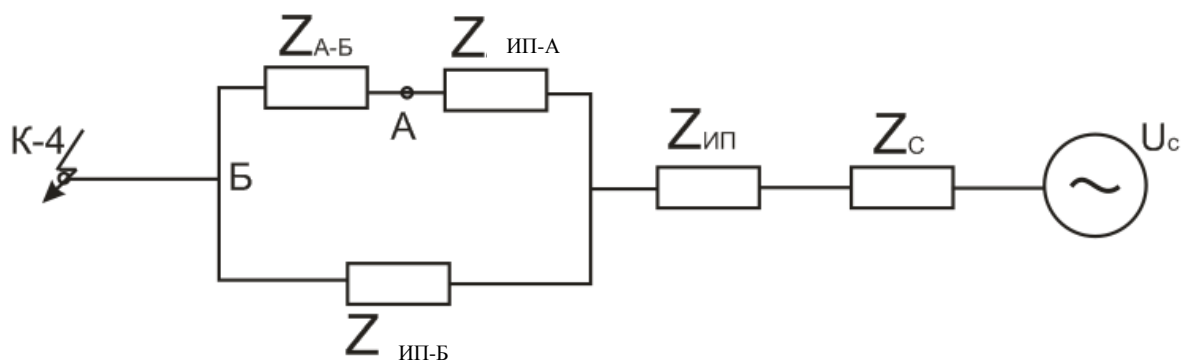 Z А-Б
Z ИП-А
К-4
А
Б
Z ИП
Z С
U с
Z ИП-Б